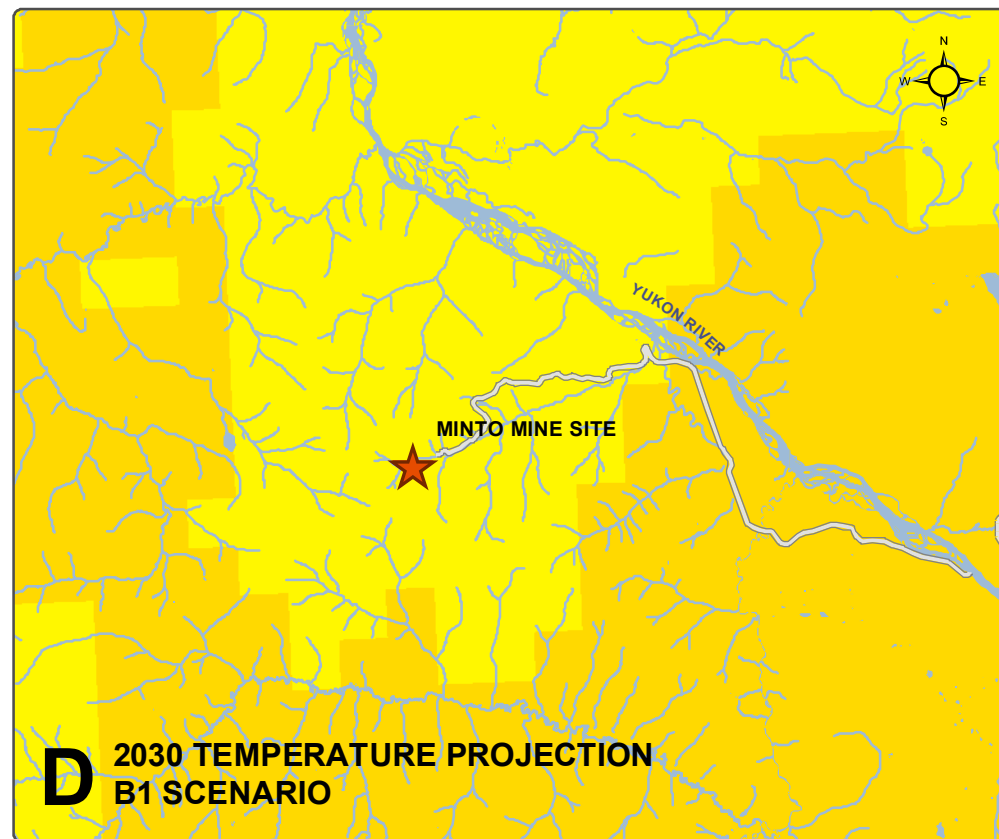 N
W E
S
YUKON RIVER
MINTO MINE SITE
D
2030 TEMPERATURE PROJECTION
B1 SCENARIO